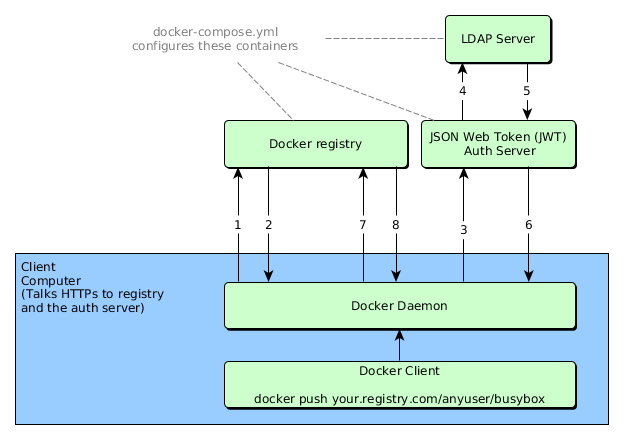 docker-compose.yml
configures these containers
LDAP Server
4
5
Docker registry
JSON Web Token (JWT)
Auth Server
1
2
7
8
3
6
Client
Computer
(Talks HTTPs to registry
and the auth server)
Docker Daemon
Docker Client
docker push your.registry.com/anyuser/busybox